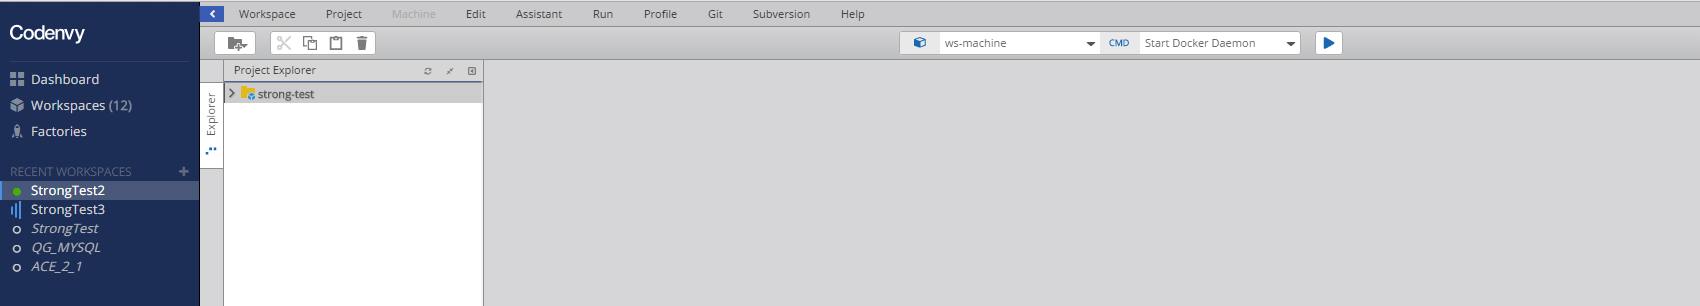 Codenvy
Dashboard
Workspaces (12)
Factories
RECENT WORKSPACES +
StrongTest2
StrongTest3
StrongTest
QG_MYSQL
ACE_2_1
Workspace Project Machine Edit Assistant Run Profile Git Subversion Help
ws-machine CMD Start Docker Daemon
Explorer
Project Explorer
strong-test